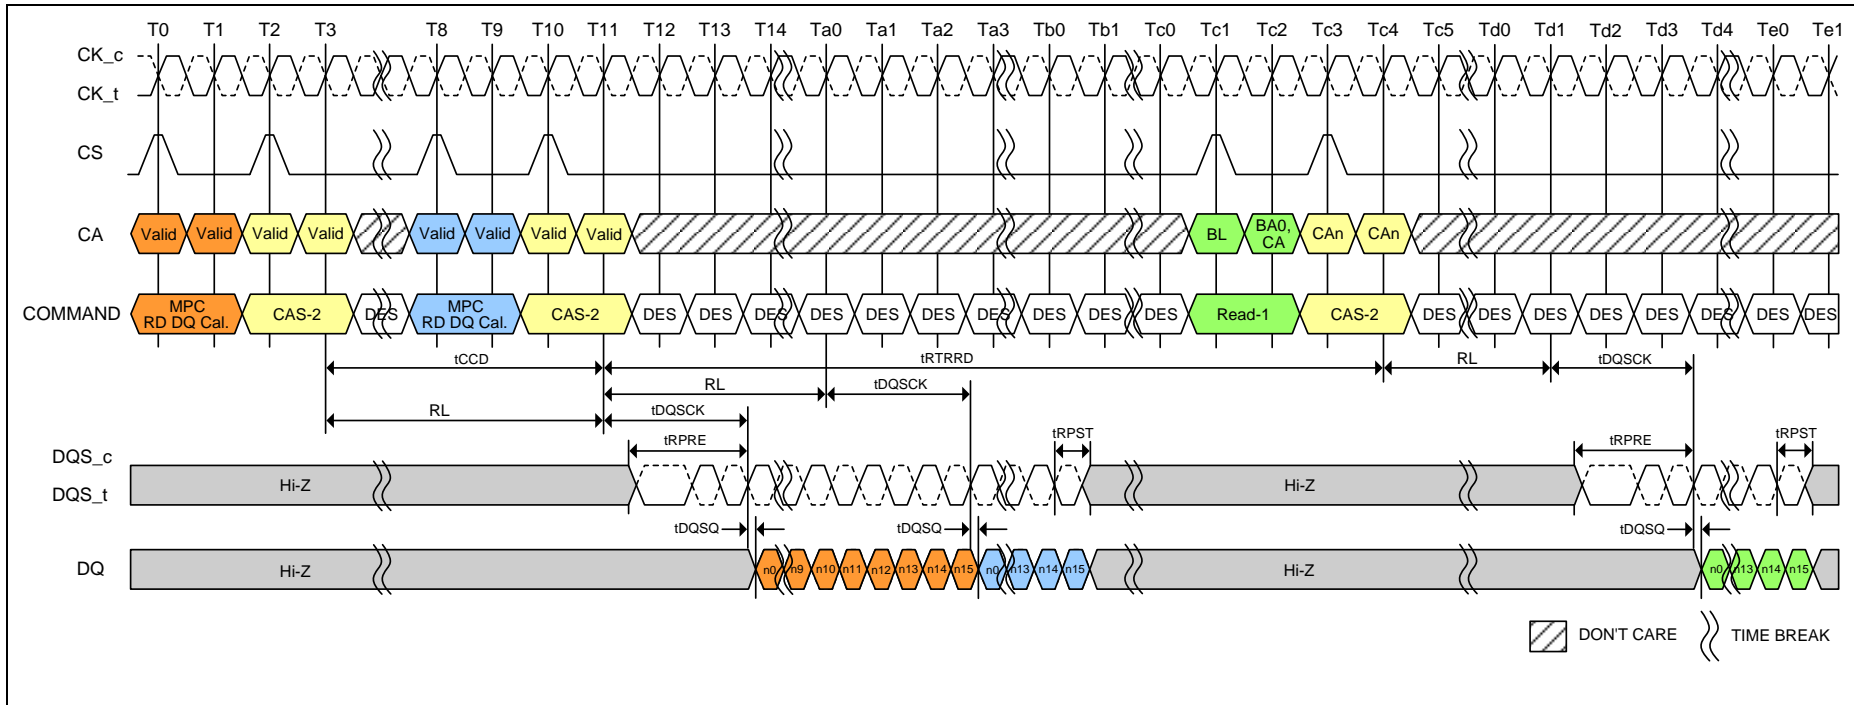 T0 T1 T2 T3 T8 T9 T10 T11 T12 T13 T14 Ta0 Ta1 Ta2 Ta3 Tb0 Tb1 Tc0 Tc1 Tc2 Tc3 Tc4 Tc5 Td0 Td1 Td2 Td3 Td4 Te0 Te1
CK_c
CK_t
CS
CA Valid Valid Valid Valid Valid Valid Valid Valid BL BA0, CA CAn CAn
COMMAND MPC RD DQ Cal. CAS-2 DES MPC RD DQ Cal. CAS-2 DES DES DES DES DES DES DES DES DES DES Read-1 CAS-2 DES DES DES DES DES DES DES DES
tCCD tRTRRD RL tDQSCK
RL tDQSCK
RL tDQSCK
tRPRE tRPST tRPRE tRPST
DQS_c
DQS_t Hi-Z Hi-Z
tDQSQ tDQSQ tDQSQ
DQ Hi-Z n0 n9 n10 n11 n12 n13 n14 n15 n0 n13 n14 n15 Hi-Z n0 n13 n14 n15
DON'T CARE TIME BREAK